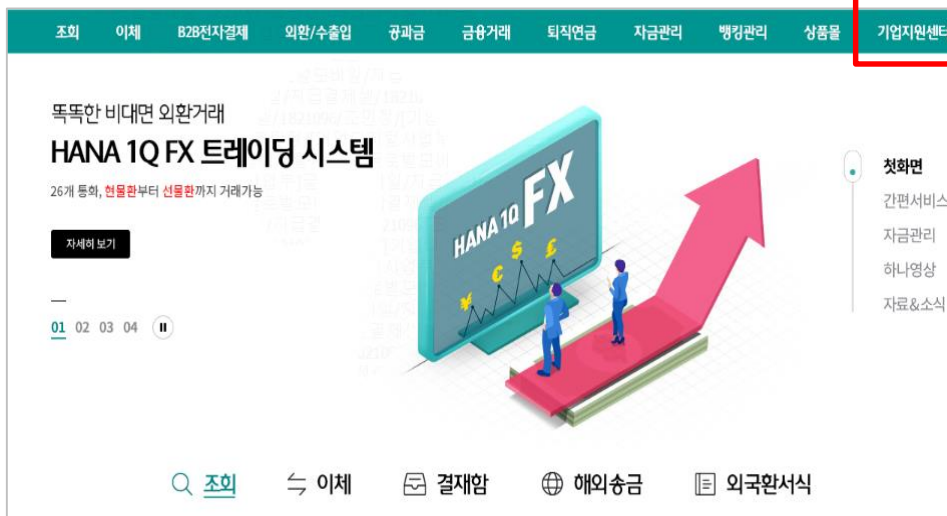 조회 이체 B2B전자결제 외환/수출입 공과금 금융거래 퇴직연금 자금관리 뱅킹관리 상품몰 기업지원센터
똑똑한 비대면 외환거래
HANA 1Q FX 트레이딩 시스템
26개 통화, 현물환부터 선물환까지 거래가능
자세히 보기
01 02 03 04
HANA 1Q FX
¥ € $ £
첫화면
간편서비스
자금관리
하나영상
자료&소식
조회 이체 결재함 해외송금 외국환서식